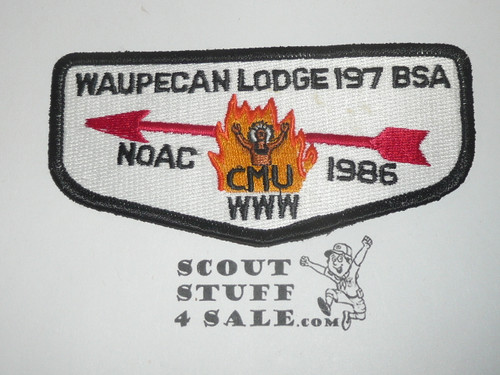 WAUPECAN LODGE 197 BSA
NOAC 1986
CMU
WWW
SCOUT
STUFF
4 SALE.COM